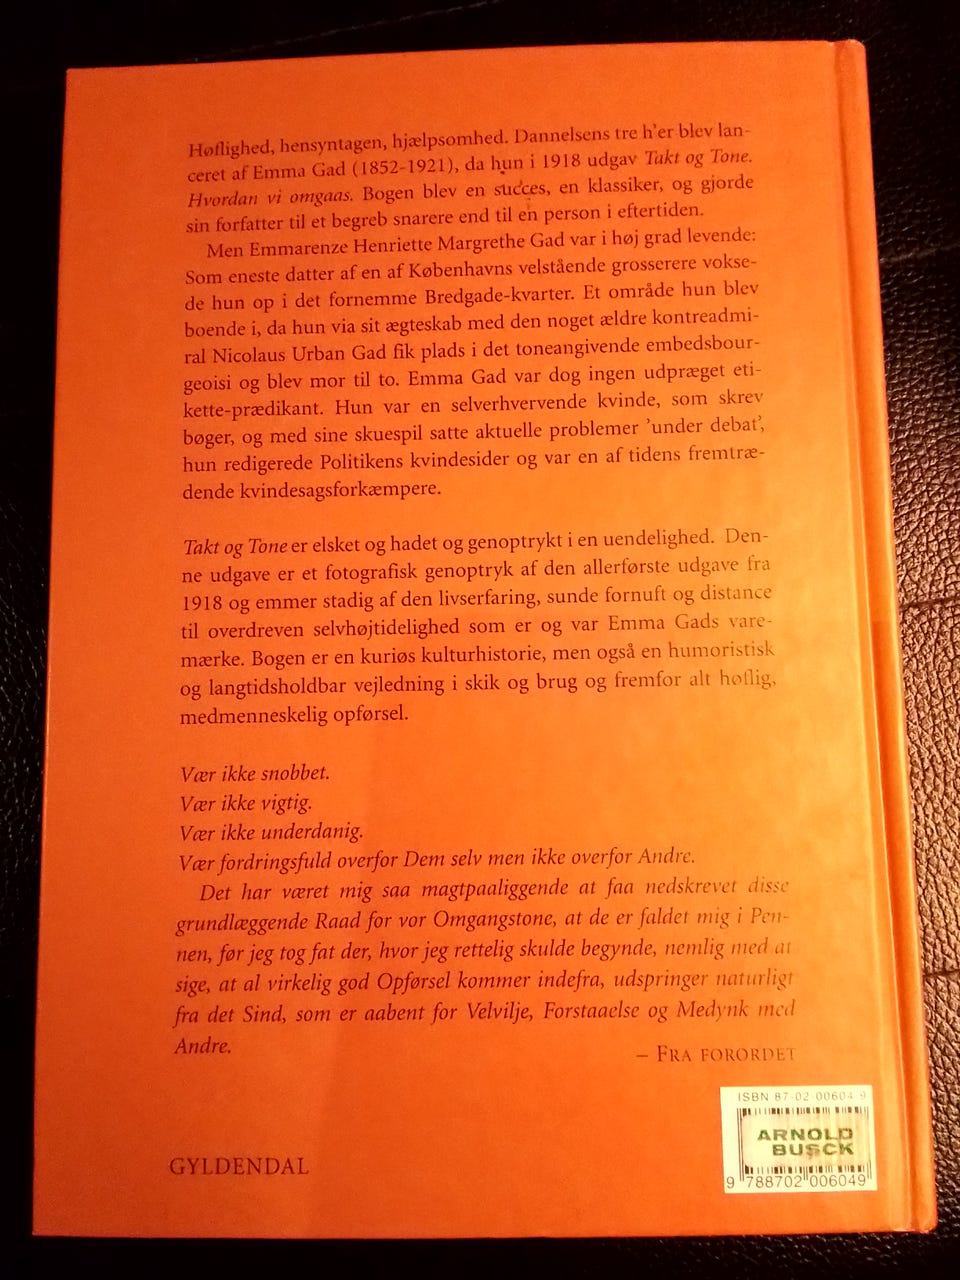 Høflighed, hensyntagen, hjælpsomhed. Dannelsens tre h'er blev lan-
ceret af Emma Gad (1852-1921), da hun i 1918 udgav Takt og Tone.
Hvordan vi omgaas. Bogen blev en succes, en klassiker, og gjorde
sin forfatter til et begreb snarere end til en person i eftertiden.
Men Emmarenze Henriette Margrethe Gad var i høj grad levende:
Som eneste datter af en af Københavns velstående grosserere vokse-
de hun op i det fornemme Bredgade-kvarter. Et område hun blev
boende i, da hun via sit ægteskab med den noget ældre kontreadmi-
ral Nicolaus Urban Gad fik plads i det toneangivende embedsbour-
geoisi og blev mor til to. Emma Gad var dog ingen udpræget eti-
kette-prædikant. Hun var en selverhvervende kvinde, som skrev
bøger, og med sine skuespil satte aktuelle problemer 'under debat',
hun redigerede Politikens kvindesider og var en af tidens fremtræ-
dende kvindesagsforkæmpere.
Takt og Tone er elsket og hadet og genoptrykt i en uendelighed. Den-
ne udgave er et fotografisk genoptryk af den allerførste udgave fra
1918 og emmer stadig af den livserfaring, sunde fornuft og distance
til overdreven selvhøjtidelighed som er og var Emma Gads vare-
mærke. Bogen er en kuriøs kulturhistorie, men også en humoristisk
og langtidsholdbar vejledning i skik og brug og fremfor alt høflig,
medmenneskelig opførsel.
Vær ikke snobbet.
Vær ikke vigtig.
Vær ikke underdanig.
Vær fordringsfuld overfor Dem selv men ikke overfor Andre.
Det har været mig saa magtpaaliggende at faa nedskrevet disse
grundlæggende Raad for vor Omgangstone, at de er faldet mig i Pen-
nen, før jeg tog fat der, hvor jeg rettelig skulde begynde, nemlig med at
sige, at al virkelig god Opførsel kommer indefra, udspringer naturligt
fra det Sind, som er aabent for Velvilje, Forstaaelse og Medynk med
Andre.
– FRA FORORDET
ISBN 87-02-00604-9
ARNOLD
BUSCK
9 788702 006049
GYLDENDAL